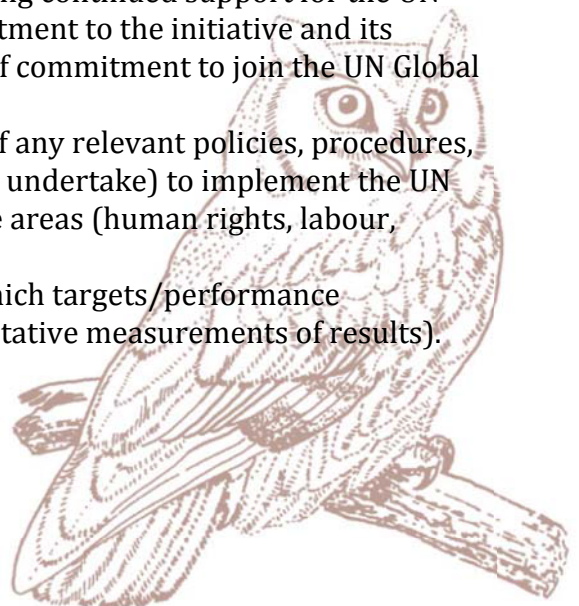 ng continued support for the UN
tment to the initiative and its
f commitment to join the UN Global
f any relevant policies, procedures,
undertake) to implement the UN
e areas (human rights, labour,
hich targets/performance
tative measurements of results).